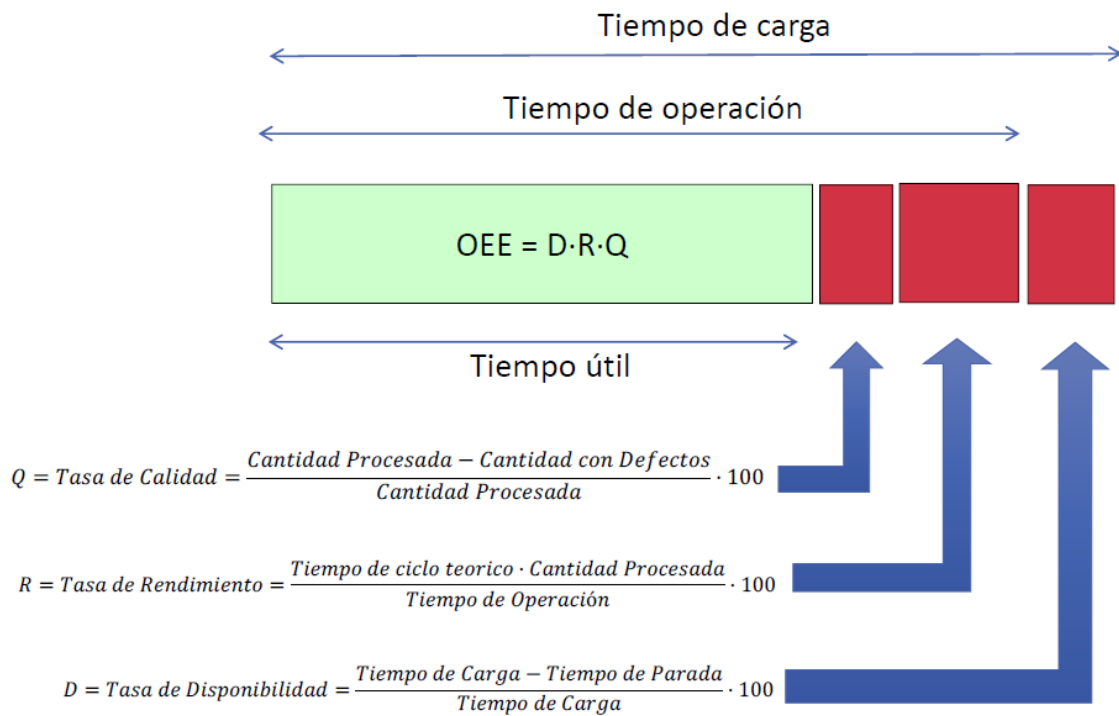 Tiempo de carga
Tiempo de operación
OEE = D·R·Q
Tiempo útil
Q = Tasa de Calidad = (Cantidad Procesada − Cantidad con Defectos) / (Cantidad Procesada) · 100
R = Tasa de Rendimiento = (Tiempo de ciclo teorico · Cantidad Procesada) / (Tiempo de Operación) · 100
D = Tasa de Disponibilidad = (Tiempo de Carga − Tiempo de Parada) / (Tiempo de Carga) · 100